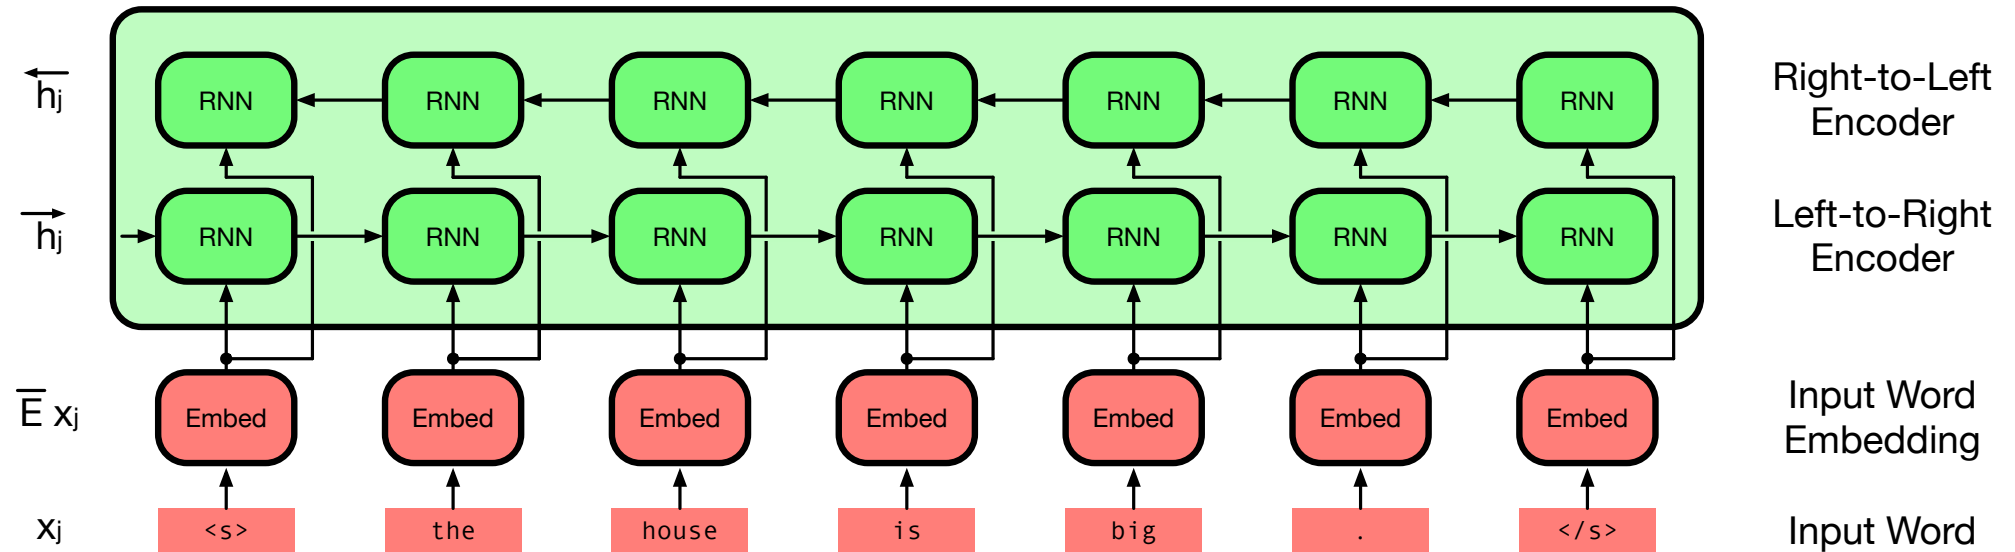 hj RNN RNN RNN RNN RNN RNN RNN Right-to-Left
Encoder
hj RNN RNN RNN RNN RNN RNN RNN Left-to-Right
Encoder
E xj Embed Embed Embed Embed Embed Embed Embed Input Word
Embedding
xj <s> the house is big . </s> Input Word